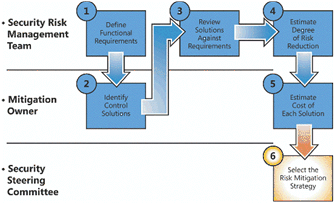 • Security Risk
Management
Team
1
Define
Functional
Requirements
3
Review
Solutions
Against
Requirements
4
Estimate
Degree
of Risk
Reduction
• Mitigation
Owner
2
Identify
Control
Solutions
5
Estimate
Cost of
Each Solution
• Security
Steering
Committee
6
Select the
Risk Mitigation
Strategy